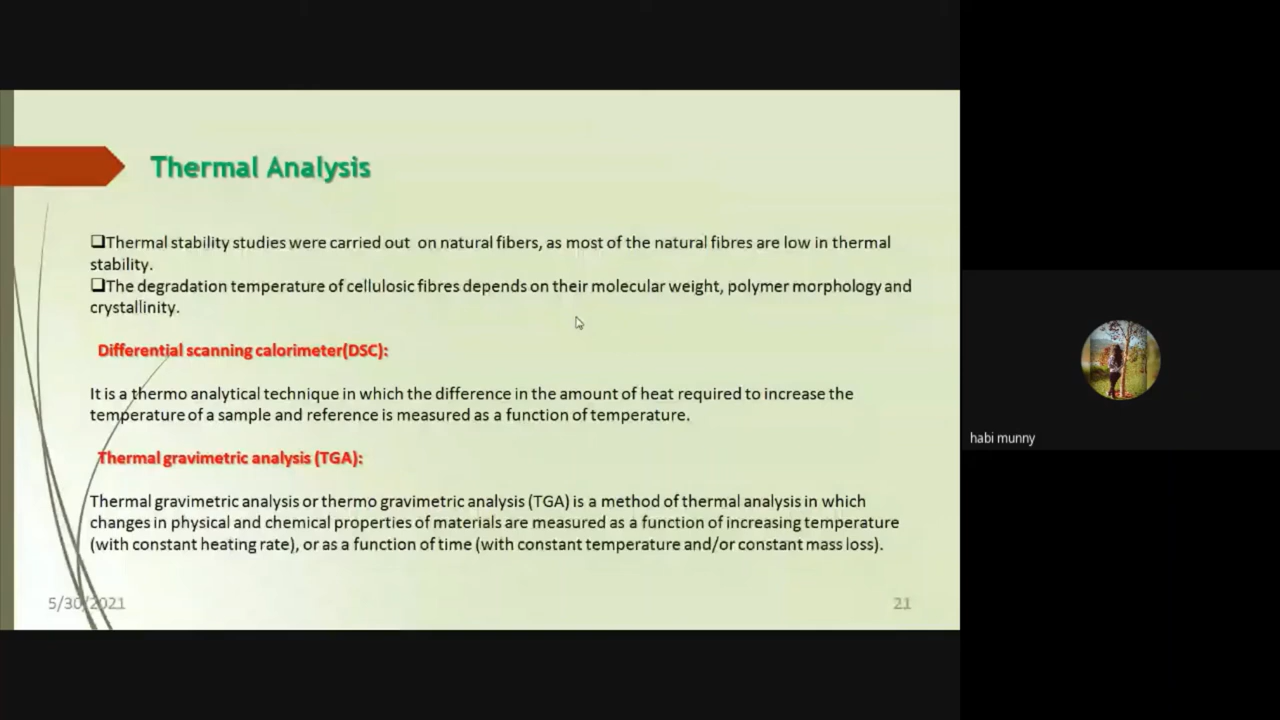 Thermal Analysis
❑Thermal stability studies were carried out on natural fibers, as most of the natural fibres are low in thermal
stability.
❑The degradation temperature of cellulosic fibres depends on their molecular weight, polymer morphology and
crystallinity.
Differential scanning calorimeter(DSC):
It is a thermo analytical technique in which the difference in the amount of heat required to increase the
temperature of a sample and reference is measured as a function of temperature.
Thermal gravimetric analysis (TGA):
Thermal gravimetric analysis or thermo gravimetric analysis (TGA) is a method of thermal analysis in which
changes in physical and chemical properties of materials are measured as a function of increasing temperature
(with constant heating rate), or as a function of time (with constant temperature and/or constant mass loss).
5/30/2021
21
habi munny